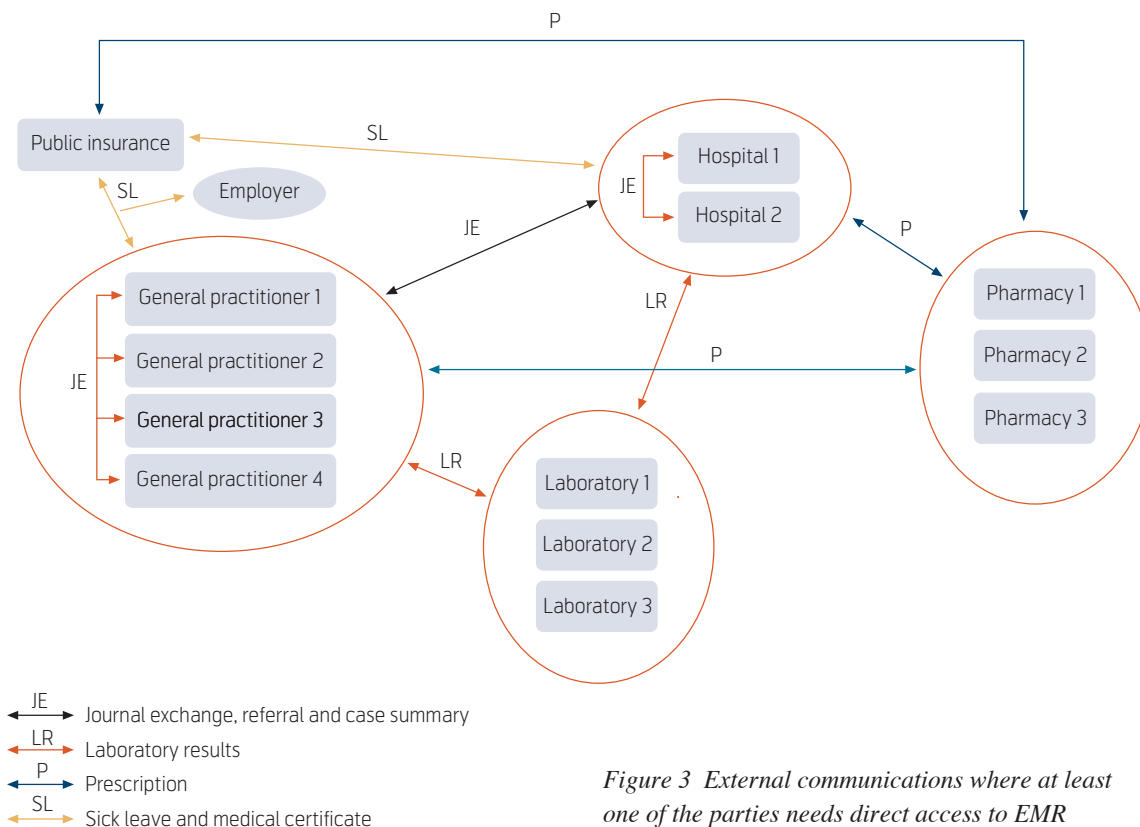 P
Public insurance
SL
SL
Employer
Hospital 1
JE
Hospital 2
JE
P
LR
General practitioner 1
General practitioner 2
JE
General practitioner 3
General practitioner 4
P
Pharmacy 1
Pharmacy 2
Pharmacy 3
LR
Laboratory 1
Laboratory 2
Laboratory 3
JE
Journal exchange, referral and case summary
LR
Laboratory results
P
Prescription
SL
Sick leave and medical certificate
Figure 3 External communications where at least
one of the parties needs direct access to EMR